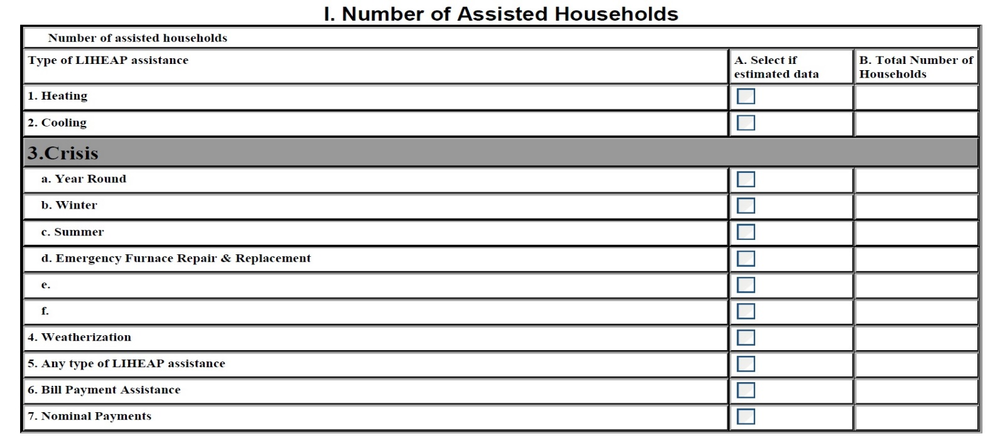 I. Number of Assisted Households
Number of assisted households
Type of LIHEAP assistance
A. Select if
estimated data
B. Total Number of
Households
1. Heating
2. Cooling
3.Crisis
a. Year Round
b. Winter
c. Summer
d. Emergency Furnace Repair & Replacement
e.
f.
4. Weatherization
5. Any type of LIHEAP assistance
6. Bill Payment Assistance
7. Nominal Payments